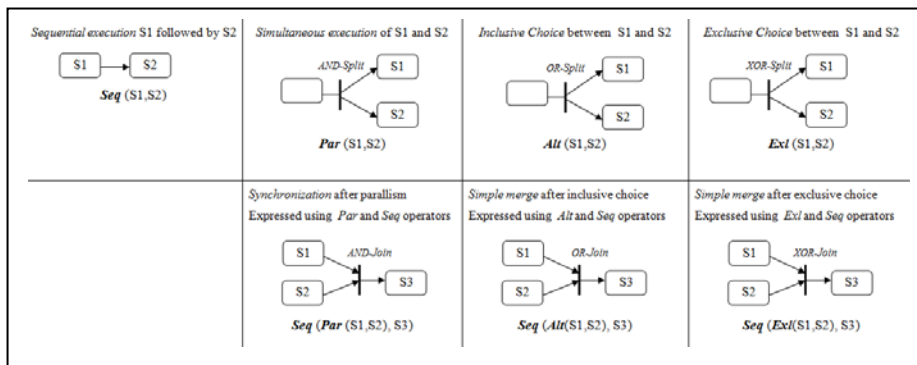 Sequential execution S1 followed by S2
S1
S2
Seq (S1,S2)
Simultaneous execution of S1 and S2
AND-Split
S1
S2
Par (S1,S2)
Inclusive Choice between S1 and S2
OR-Split
S1
S2
Alt (S1,S2)
Exclusive Choice between S1 and S2
XOR-Split
S1
S2
Exl (S1,S2)
Synchronization after parallism
Expressed using Par and Seq operators
S1
AND-Join
S2
S3
Seq (Par (S1,S2), S3)
Simple merge after inclusive choice
Expressed using Alt and Seq operators
S1
OR-Join
S2
S3
Seq (Alt(S1,S2), S3)
Simple merge after exclusive choice
Expressed using Exl and Seq operators
S1
XOR-Join
S2
S3
Seq (Exl(S1,S2), S3)